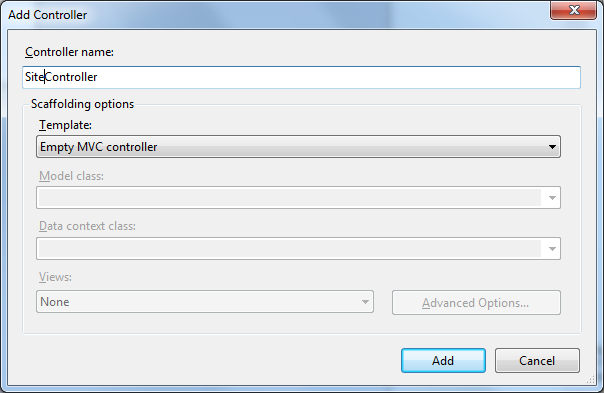 Add Controller
Controller name:
SiteController
Scaffolding options
Template:
Empty MVC controller
Model class:
Data context class:
Views:
None
Advanced Options...
Add
Cancel